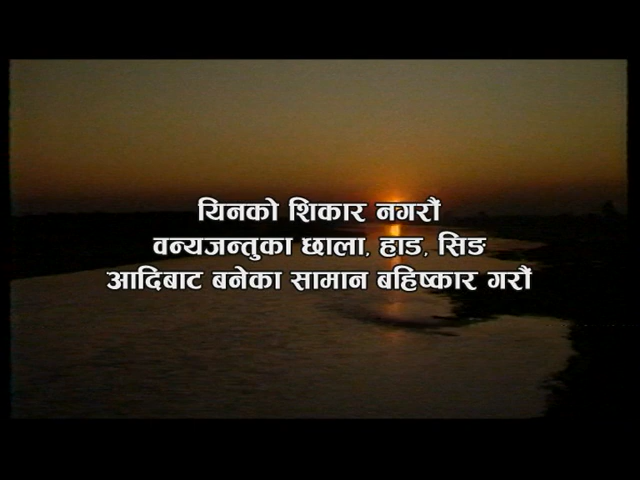 यिनको शिकार नगरौं
वन्यजन्तुका छाला, हाड, सिङ
आदिबाट बनेका सामान बहिष्कार गरौं